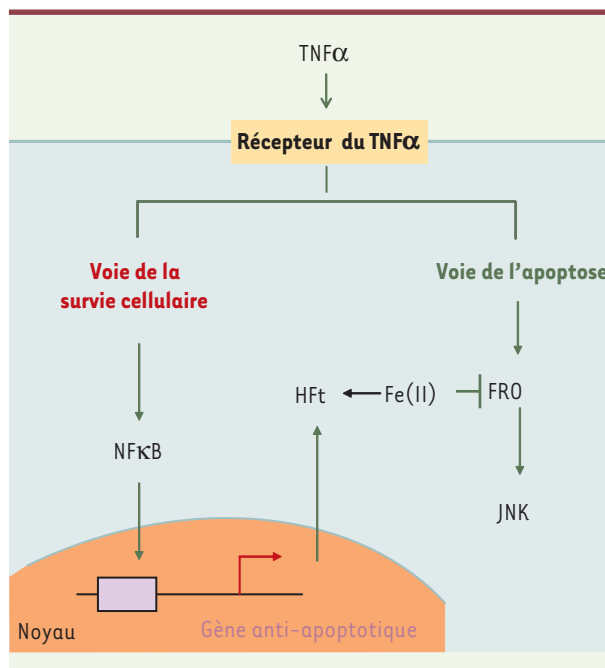 TNFα
Récepteur du TNFα
Voie de la
survie cellulaire
Voie de l'apoptose
HFt
Fe(II)
FRO
NFκB
JNK
Noyau
Gène anti-apoptotique